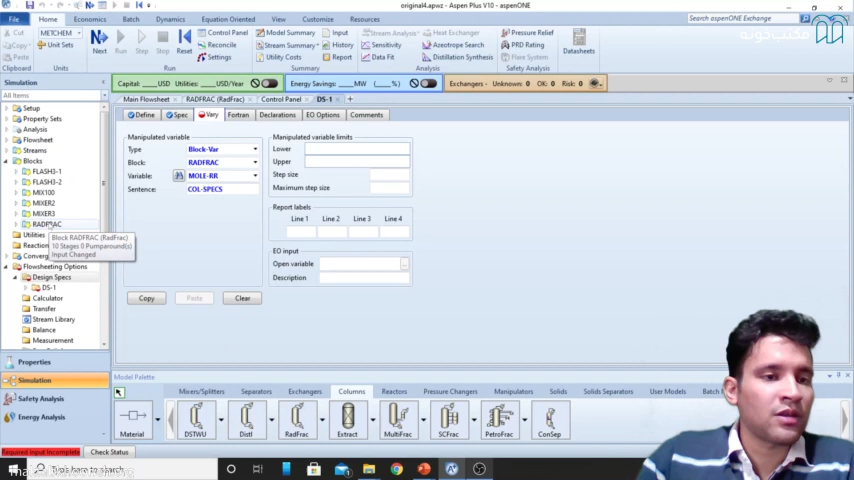 original4.apwz - Aspen Plus V10 - aspenONE
File Home Economics Batch Dynamics Equation Oriented View Customize Resources
Search aspenONE Exchange
Cut METCHEM Control Panel Model Summary Input Stream Analysis Heat Exchanger Pressure Relief
Copy Unit Sets Reconcile Stream Summary History Sensitivity Azeotrope Search PRD Rating
Paste Next Run Step Stop Reset Settings Utility Costs Report Data Fit Distillation Synthesis Flare System Datasheets
Clipboard Units Run Summary Analysis Safety Analysis
مکتب‌خونه
Simulation
Capital: ____USD Utilities: ____USD/Year
Energy Savings: ____MW (____%)
Exchangers - Unknown: 0 OK: 0 Risk: 0
All Items
Main Flowsheet RADFRAC (RadFrac) Control Panel DS-1 +
Setup
Property Sets
Analysis
Flowsheet
Streams
Blocks
FLASH3-1
FLASH3-2
MIX100
MIXER2
MIXER3
RADFRAC
Utilities
Reaction
Converg
Flowsheeting Options
Design Specs
DS-1
Calculator
Transfer
Stream Library
Balance
Measurement
Block RADFRAC (RadFrac)
10 Stages 0 Pumparound(s)
Input Changed
Define Spec Vary Fortran Declarations EO Options Comments
Manipulated variable
Type Block-Var
Block: RADFRAC
Variable: MOLE-RR
Sentence: COL-SPECS
Manipulated variable limits
Lower
Upper
Step size
Maximum step size
Report labels
Line 1 Line 2 Line 3 Line 4
EO input
Open variable
Description
Copy Paste Clear
Properties
Simulation
Safety Analysis
Energy Analysis
Model Palette
Mixers/Splitters Separators Exchangers Columns Reactors Pressure Changers Manipulators Solids Solids Separators User Models Batch
Material DSTWU Distl RadFrac Extract MultiFrac SCFrac PetroFrac ConSep
Required Input Incomplete Check Status
Type here to search